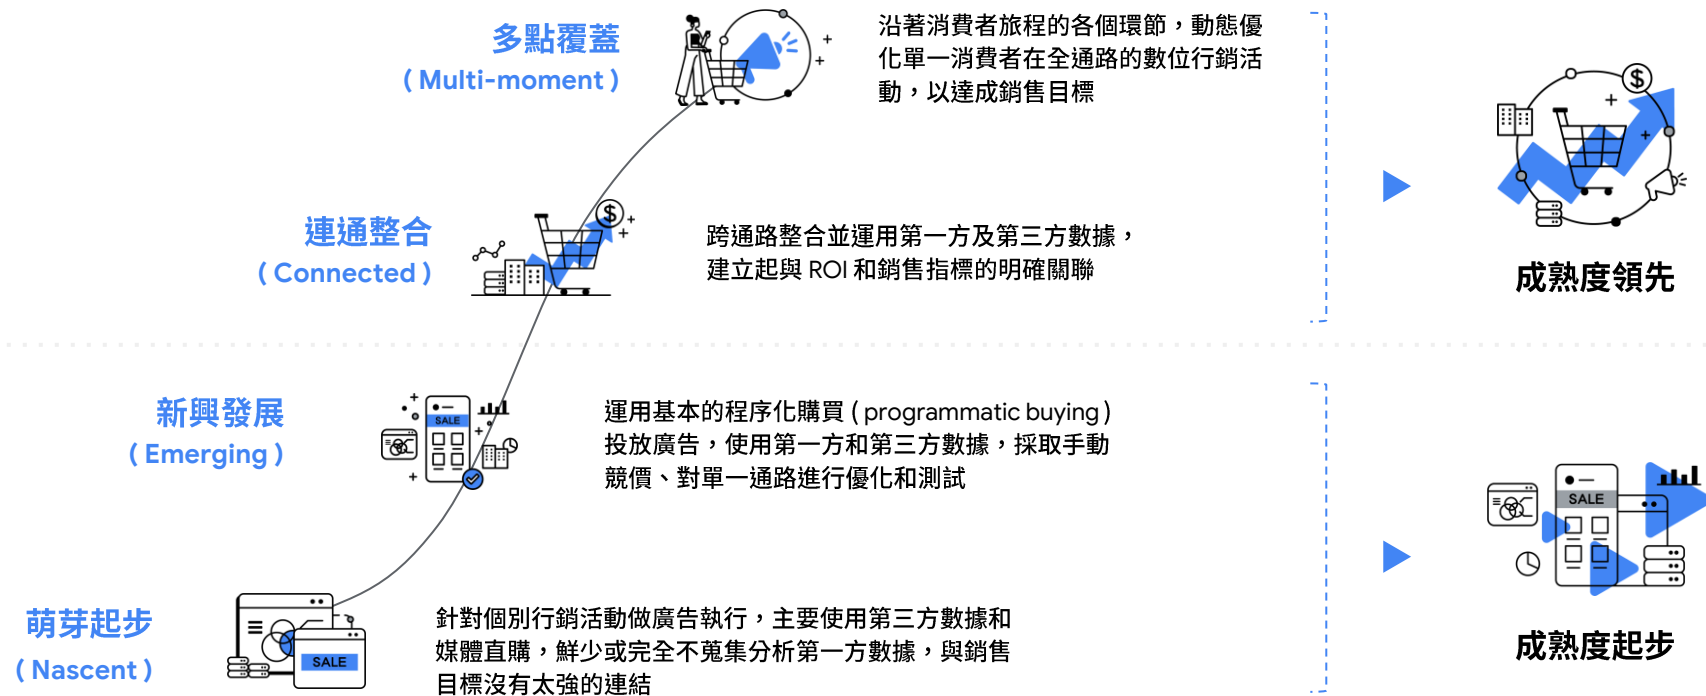 多點覆蓋
( Multi-moment )
沿著消費者旅程的各個環節，動態優
化單一消費者在全通路的數位行銷活
動，以達成銷售目標
$
$
成熟度領先
連通整合
( Connected )
跨通路整合並運用第一方及第三方數據，
建立起與 ROI 和銷售指標的明確關聯
新興發展
( Emerging )
SALE
運用基本的程序化購買 ( programmatic buying )
投放廣告，使用第一方和第三方數據，採取手動
競價、對單一通路進行優化和測試
SALE
成熟度起步
萌芽起步
( Nascent )
SALE
針對個別行銷活動做廣告執行，主要使用第三方數據和
媒體直購，鮮少或完全不蒐集分析第一方數據，與銷售
目標沒有太強的連結